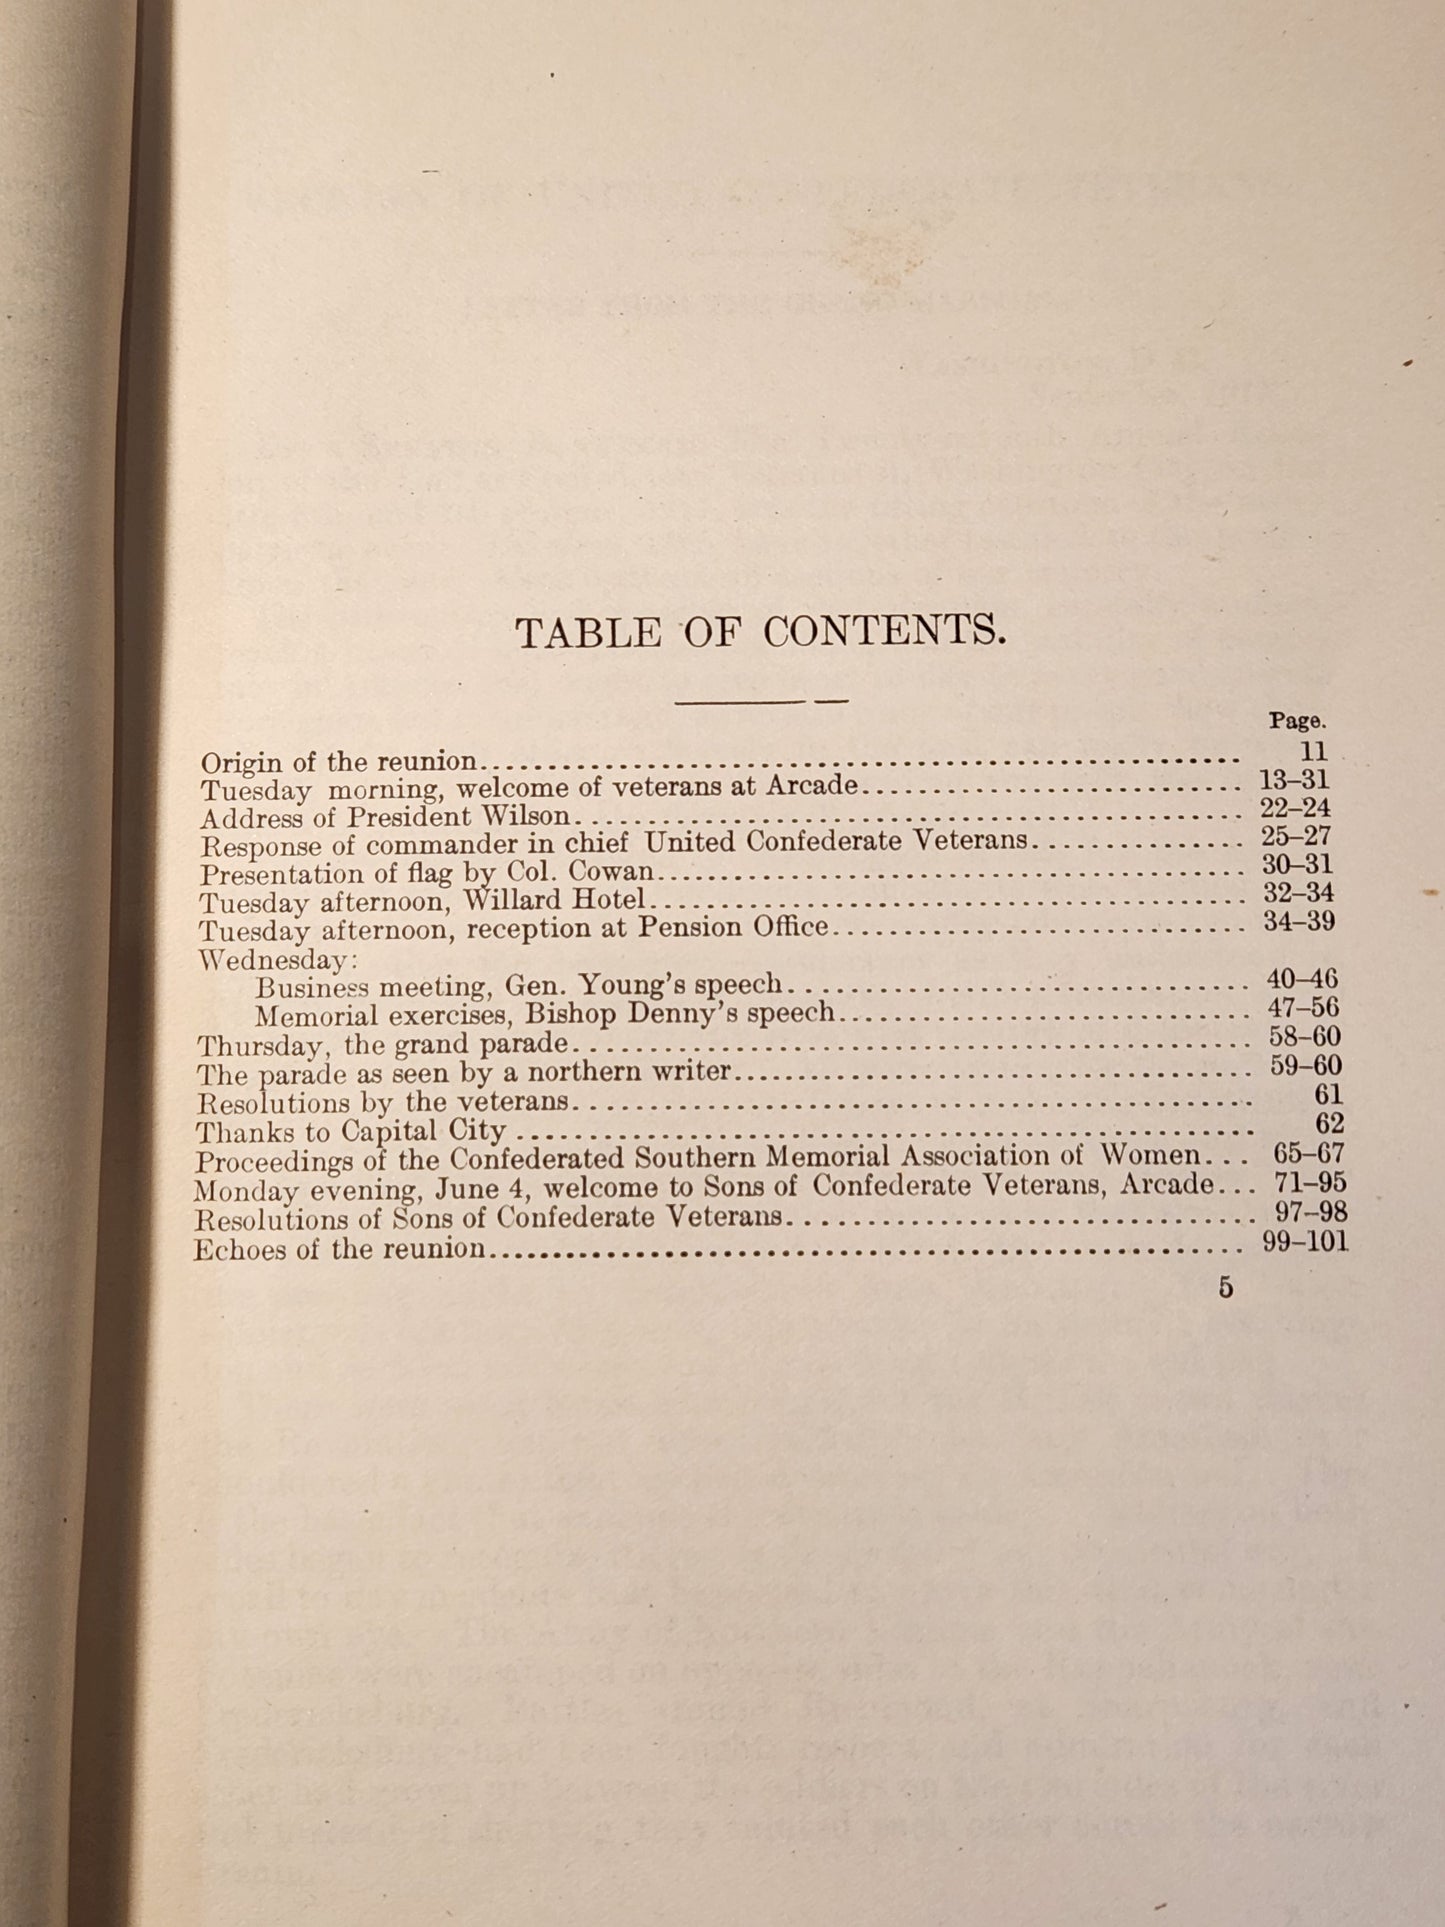 TABLE OF CONTENTS.
Page.
Origin of the reunion............................................................ 11
Tuesday morning, welcome of veterans at Arcade............................ 13–31
Address of President Wilson..................................................... 22–24
Response of commander in chief United Confederate Veterans................ 25–27
Presentation of flag by Col. Cowan.............................................. 30–31
Tuesday afternoon, Willard Hotel............................................... 32–34
Tuesday afternoon, reception at Pension Office................................ 34–39
Wednesday:
Business meeting, Gen. Young's speech.................................... 40–46
Memorial exercises, Bishop Denny's speech................................ 47–56
Thursday, the grand parade..................................................... 58–60
The parade as seen by a northern writer........................................ 59–60
Resolutions by the veterans..................................................... 61
Thanks to Capital City ......................................................... 62
Proceedings of the Confederated Southern Memorial Association of Women... 65–67
Monday evening, June 4, welcome to Sons of Confederate Veterans, Arcade... 71–95
Resolutions of Sons of Confederate Veterans.................................... 97–98
Echoes of the reunion........................................................... 99–101
5